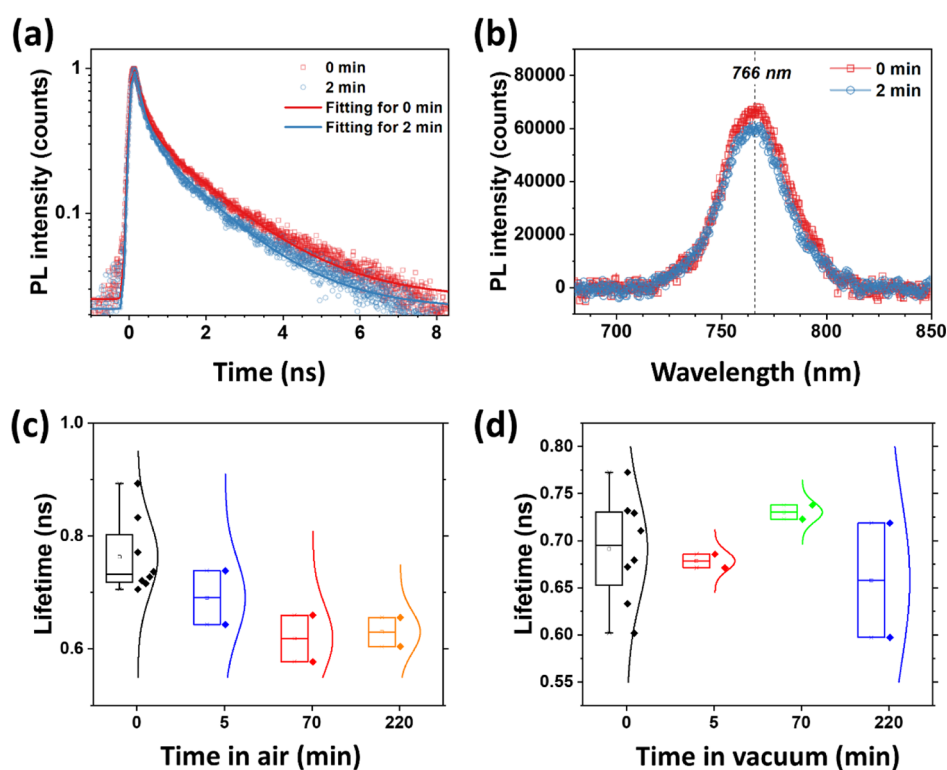 (a)
PL intensity (counts)
1
0.1
0 min
2 min
Fitting for 0 min
Fitting for 2 min
0 2 4 6 8
Time (ns)
(b)
PL intensity (counts)
80000
60000
40000
20000
0
766 nm
0 min
2 min
700 750 800 850
Wavelength (nm)
(c)
Lifetime (ns)
1.0
0.8
0.6
0 5 70 220
Time in air (min)
(d)
Lifetime (ns)
0.80
0.75
0.70
0.65
0.60
0.55
0 5 70 220
Time in vacuum (min)